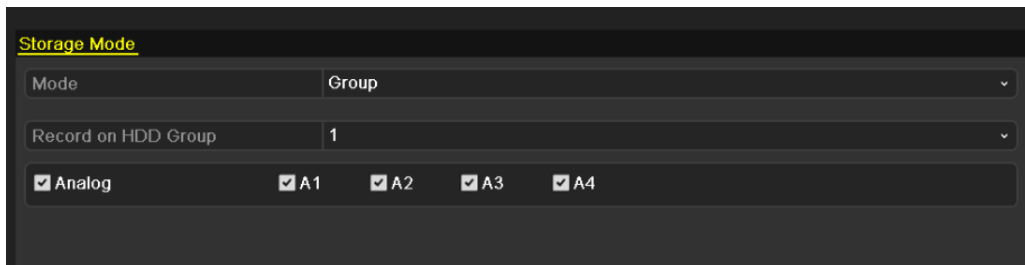 Storage Mode
Mode Group
Record on HDD Group 1
Analog A1 A2 A3 A4